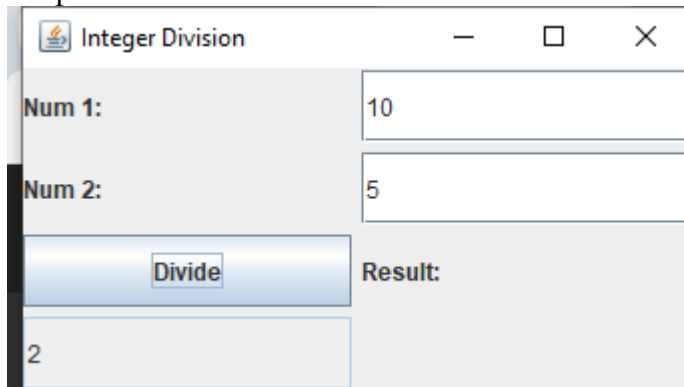 Integer Division
Num 1:
10
Num 2:
5
Divide
Result:
2